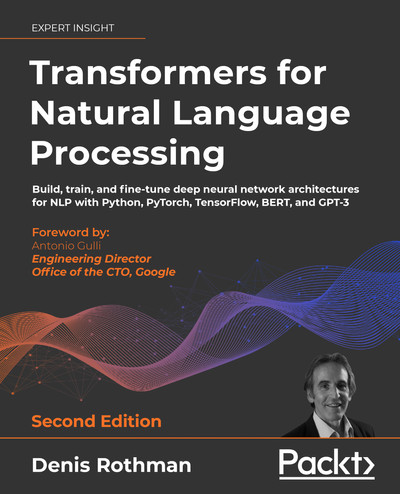 EXPERT INSIGHT
Transformers for
Natural Language
Processing
Build, train, and fine-tune deep neural network architectures
for NLP with Python, PyTorch, TensorFlow, BERT, and GPT-3
Foreword by:
Antonio Gulli
Engineering Director
Office of the CTO, Google
Second Edition
Denis Rothman
Packt>